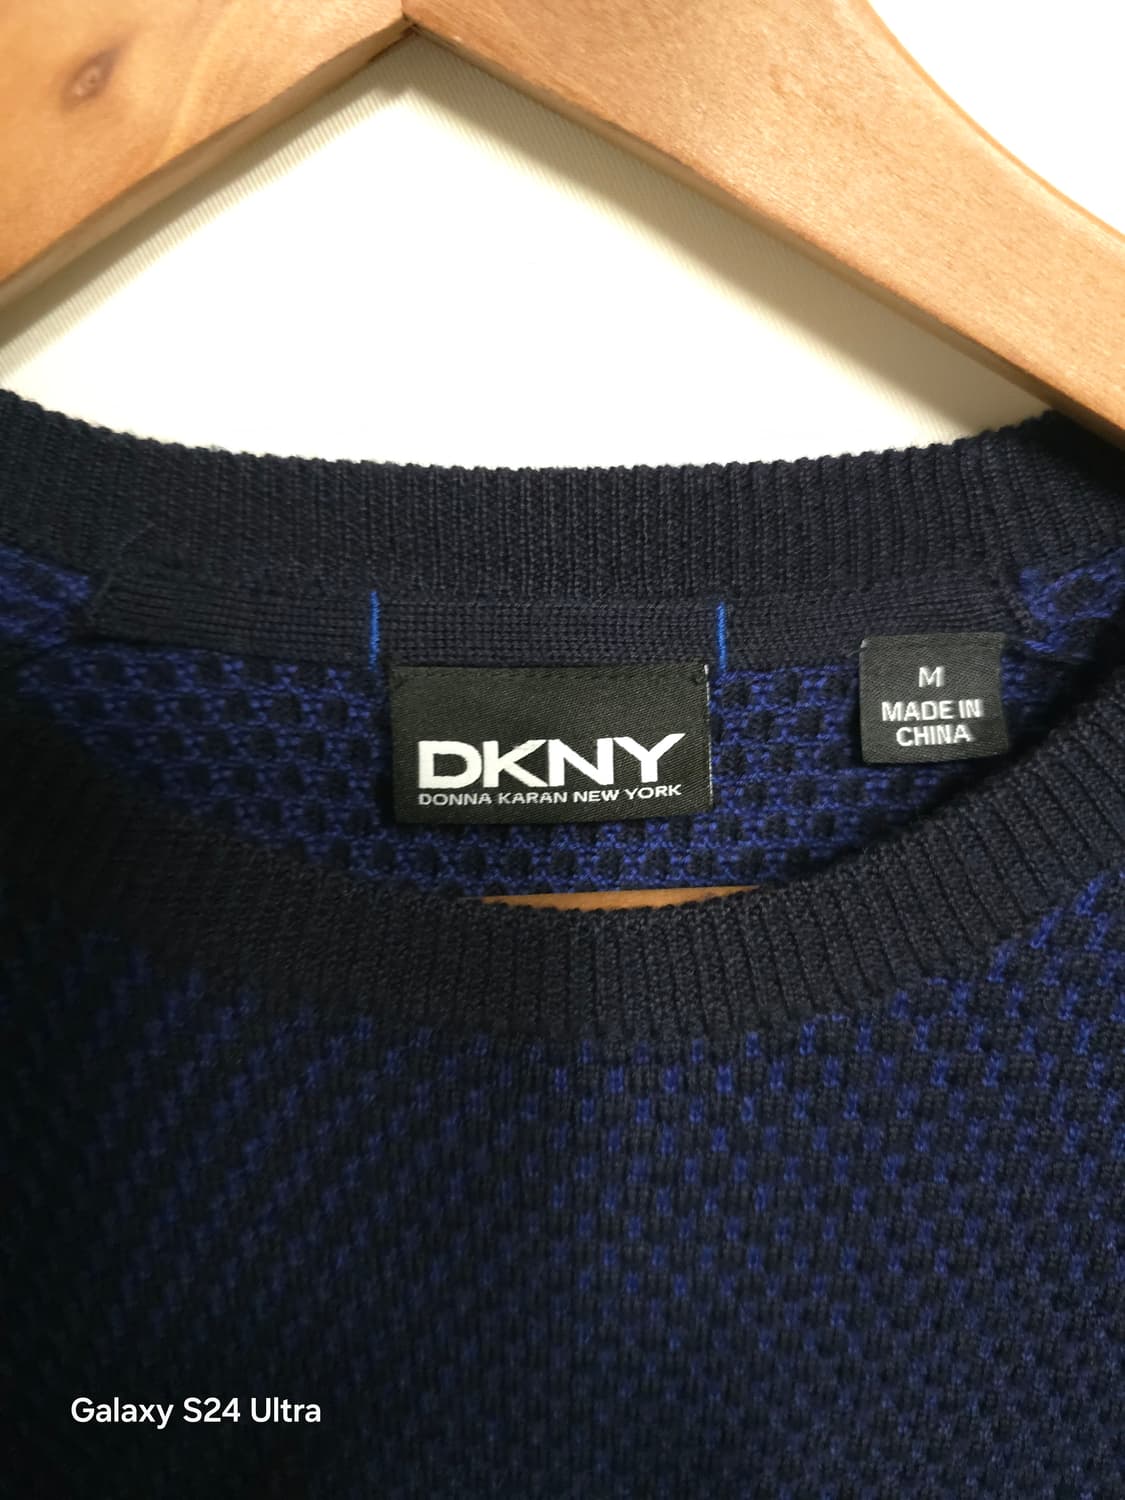 DKNY
DONNA KARAN NEW YORK
M
MADE IN
CHINA
Galaxy S24 Ultra